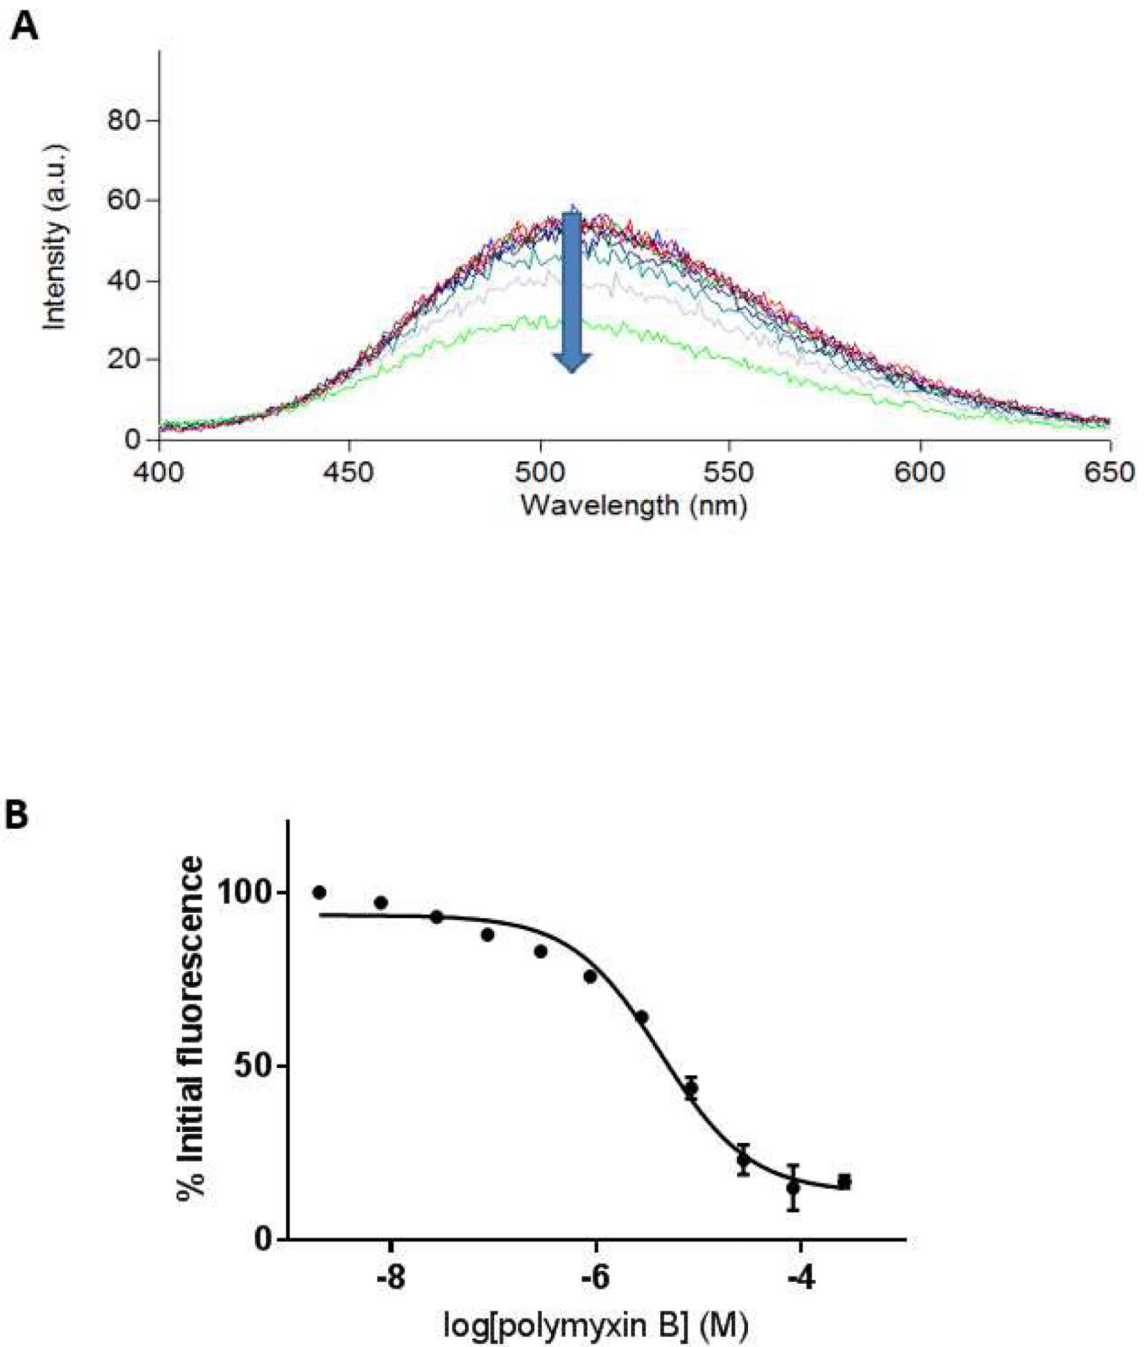 A
80
60
40
20
0
Intensity (a.u.)
400 450 500 550 600 650
Wavelength (nm)
B
100
50
0
% Initial fluorescence
-8 -6 -4
log[polymyxin B] (M)